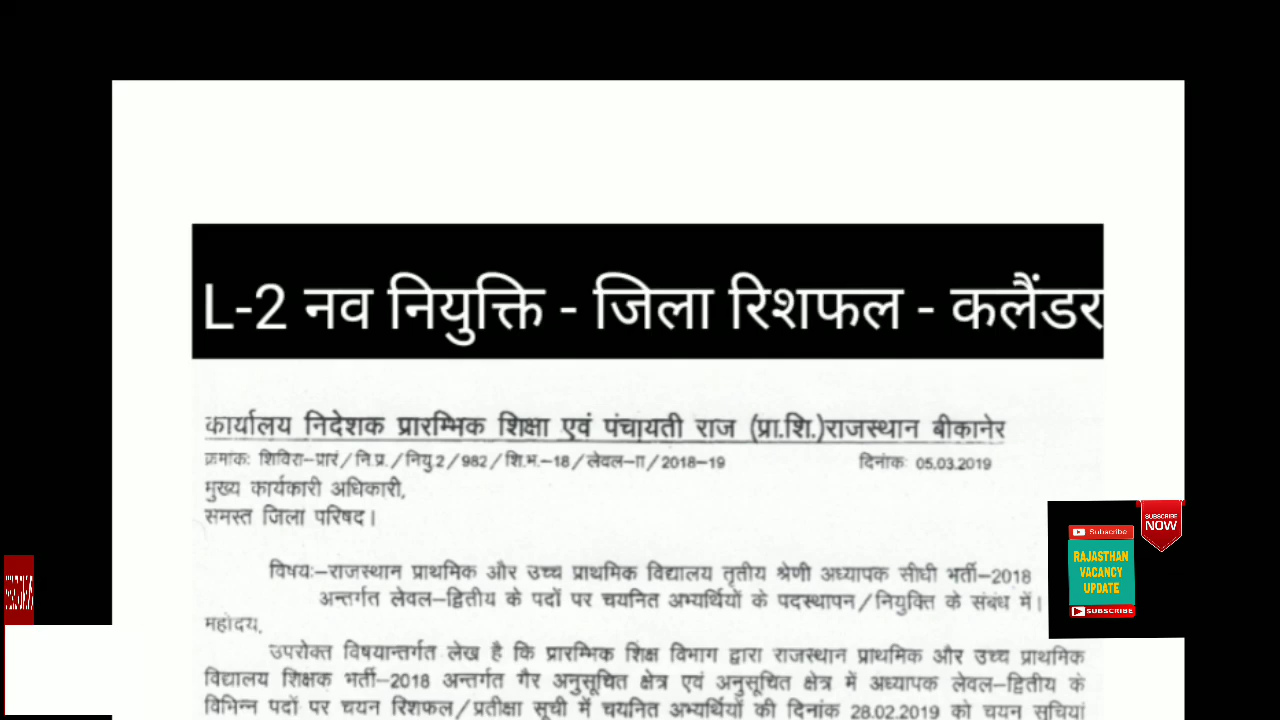 L-2 नव नियुक्ति - जिला रिशफल - कलैंडर
कार्यालय निदेशक प्रारम्भिक शिक्षा एवं पंचायती राज (प्रा.शि.)राजस्थान बीकानेर
क्रमांकः शिविरा–प्रारं/नि.प्र./नियु.2/982/शि.भ.–18/लेवल–II/2018–19 दिनांकः 05.03.2019
मुख्य कार्यकारी अधिकारी,
समस्त जिला परिषद।
विषयः–राजस्थान प्राथमिक और उच्च प्राथमिक विद्यालय तृतीय श्रेणी अध्यापक सीधी भर्ती–2018
अन्तर्गत लेवल–द्वितीय के पदों पर चयनित अभ्यर्थियों के पदस्थापन/नियुक्ति के संबंध में।
महोदय,
उपरोक्त विषयान्तर्गत लेख है कि प्रारम्भिक शिक्ष विभाग द्वारा राजस्थान प्राथमिक और उच्च प्राथमिक
विद्यालय शिक्षक भर्ती–2018 अन्तर्गत गैर अनुसूचित क्षेत्र एवं अनुसूचित क्षेत्र में अध्यापक लेवल–द्वितीय के
विभिन्न पदों पर चयन रिशफल/प्रतीक्षा सूची में चयनित अभ्यर्थियों की दिनांक 28.02.2019 को चयन सूचियां
SUBSCRIBE
NOW
Subscribe
RAJASTHAN
VACANCY
UPDATE
SUBSCRIBE